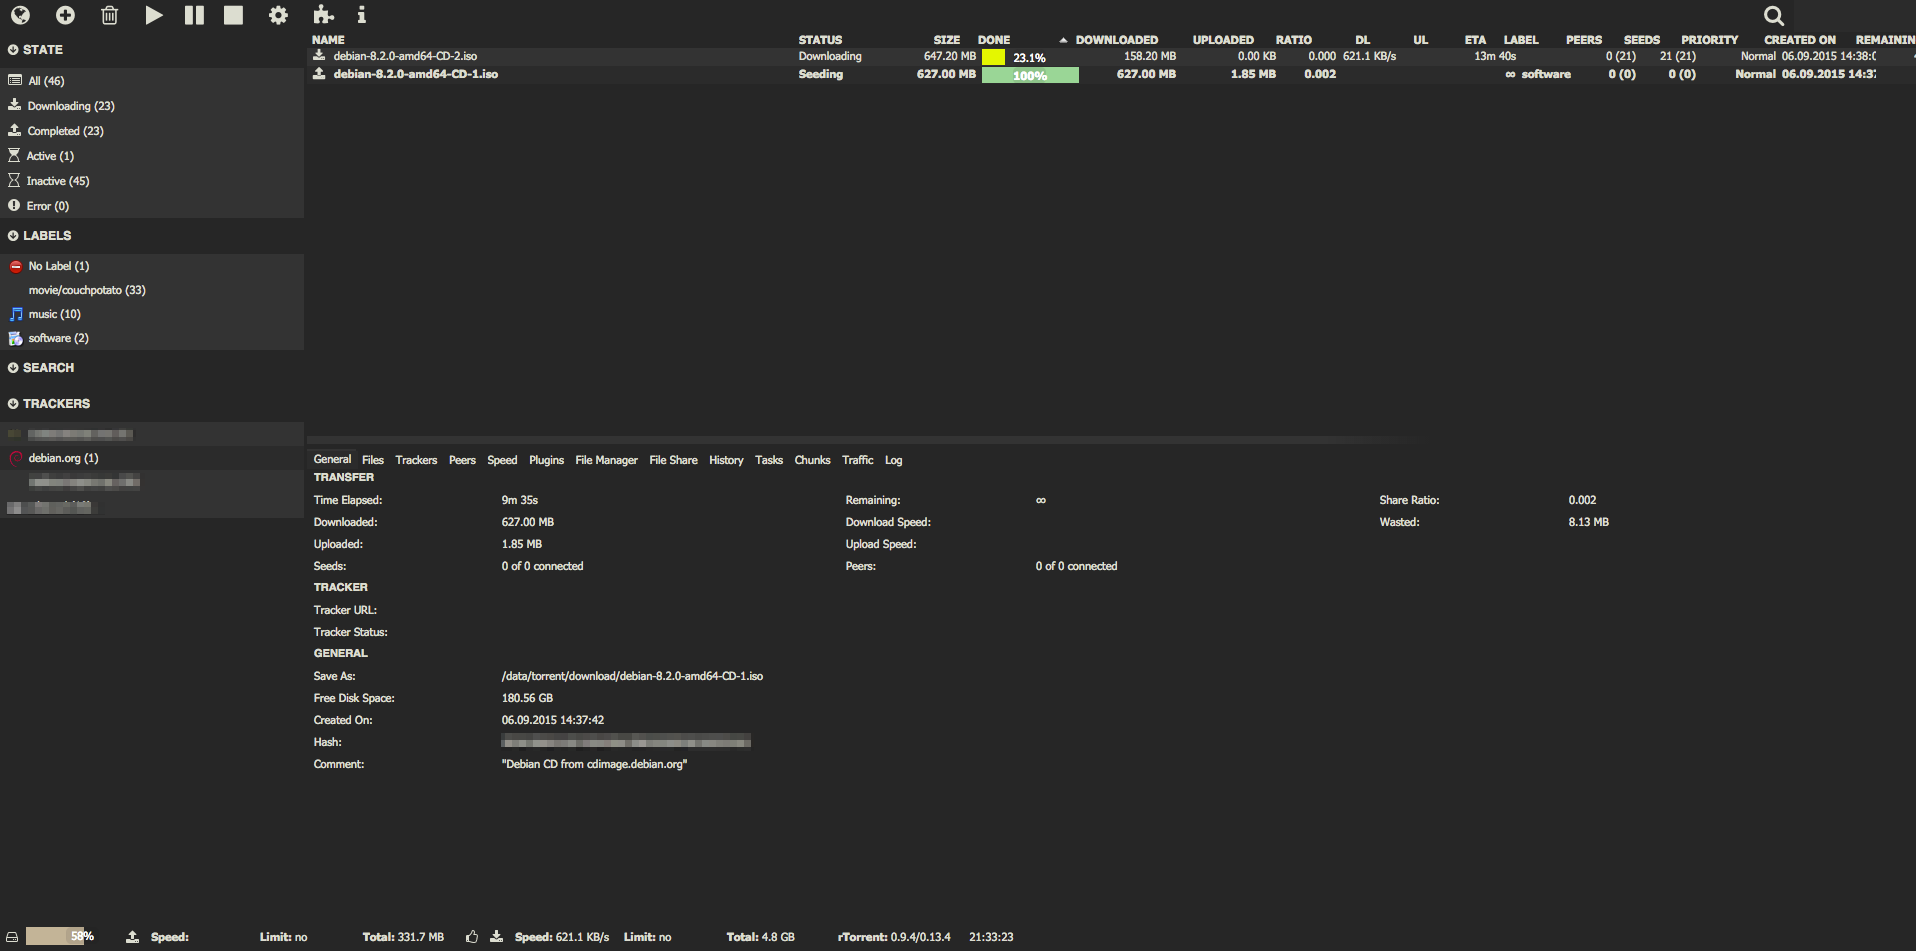 STATE
All (46)
Downloading (23)
Completed (23)
Active (1)
Inactive (45)
Error (0)
LABELS
No Label (1)
movie/couchpotato (33)
music (10)
software (2)
SEARCH
TRACKERS
debian.org (1)
NAME STATUS SIZE DONE DOWNLOADED UPLOADED RATIO DL UL ETA LABEL PEERS SEEDS PRIORITY CREATED ON REMAININ
debian-8.2.0-amd64-CD-2.iso Downloading 647.20 MB 23.1% 158.20 MB 0.00 KB 0.000 621.1 KB/s 13m 40s 0 (21) 21 (21) Normal 06.09.2015 14:38:
debian-8.2.0-amd64-CD-1.iso Seeding 627.00 MB 100% 627.00 MB 1.85 MB 0.002 ∞ software 0 (0) 0 (0) Normal 06.09.2015 14:37
General Files Trackers Peers Speed Plugins File Manager File Share History Tasks Chunks Traffic Log
TRANSFER
Time Elapsed: 9m 35s Remaining: ∞ Share Ratio: 0.002
Downloaded: 627.00 MB Download Speed: Wasted: 8.13 MB
Uploaded: 1.85 MB Upload Speed:
Seeds: 0 of 0 connected Peers: 0 of 0 connected
TRACKER
Tracker URL:
Tracker Status:
GENERAL
Save As: /data/torrent/download/debian-8.2.0-amd64-CD-1.iso
Free Disk Space: 180.56 GB
Created On: 06.09.2015 14:37:42
Hash:
Comment: "Debian CD from cdimage.debian.org"
58% Speed: Limit: no Total: 331.7 MB Speed: 621.1 KB/s Limit: no Total: 4.8 GB rTorrent: 0.9.4/0.13.4 21:33:23